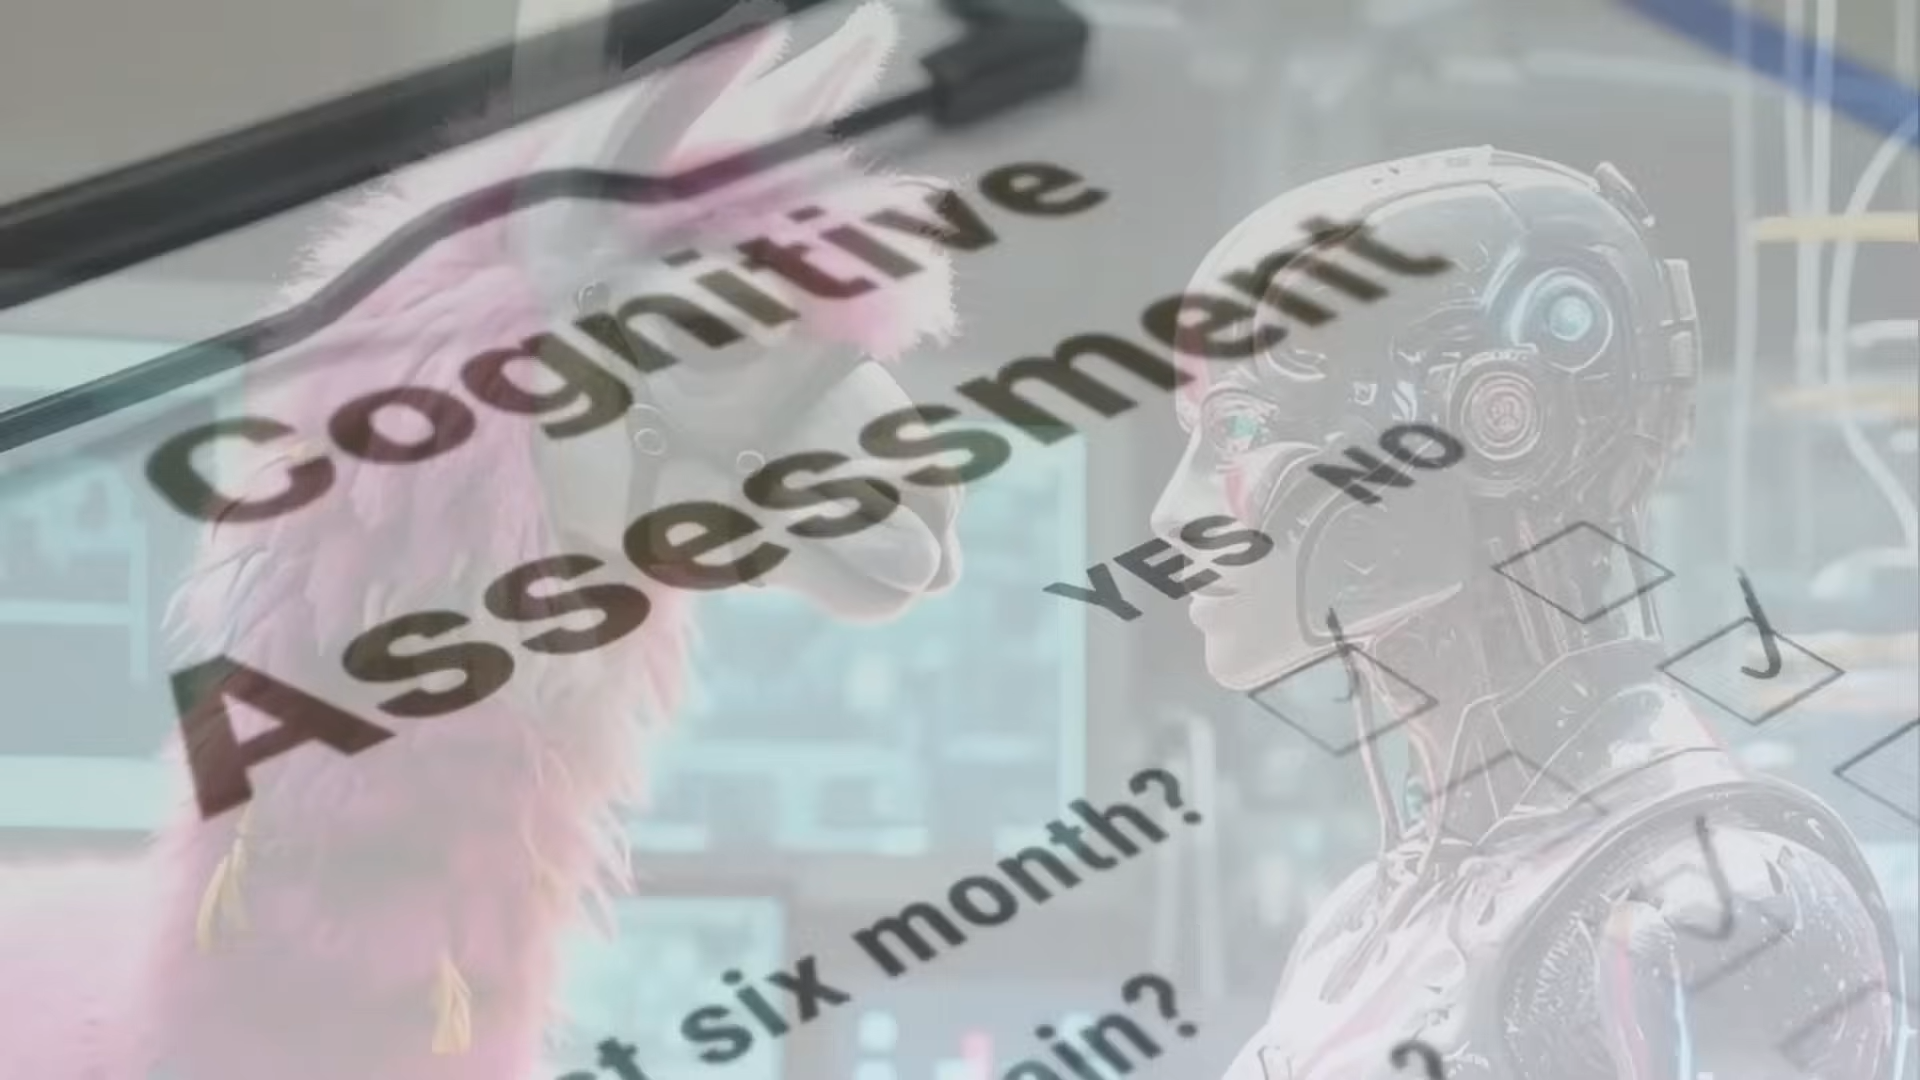 Cognitive
Assessment
YES NO
six month?
?